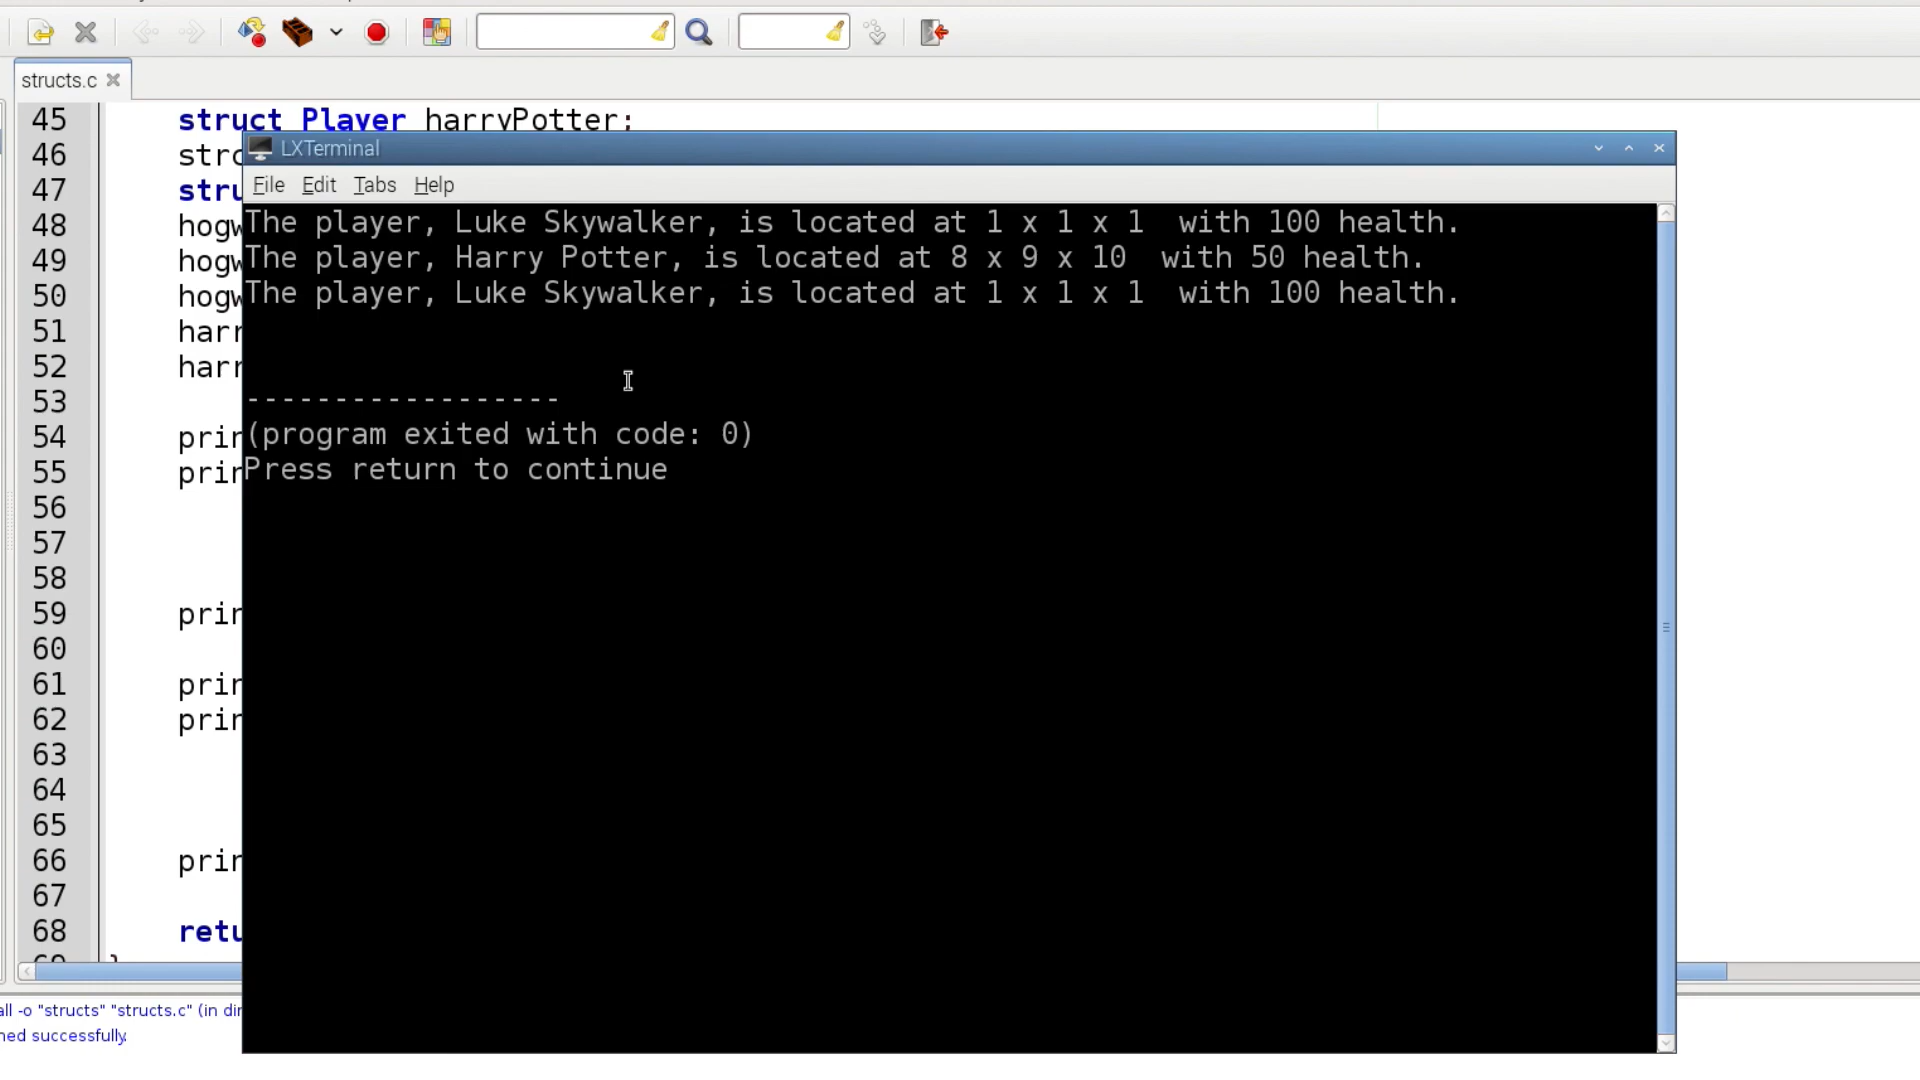 structs.c
45 struct Player harryPotter;
46 strc
47 stru
48 hogw
49 hogw
50 hogw
51 harr
52 harr
53
54 prin
55 prin
56
57
58
59 prin
60
61 prin
62 prin
63
64
65
66 prin
67
68 retu
LXTerminal
File Edit Tabs Help
The player, Luke Skywalker, is located at 1 x 1 x 1  with 100 health.
The player, Harry Potter, is located at 8 x 9 x 10  with 50 health.
The player, Luke Skywalker, is located at 1 x 1 x 1  with 100 health.
------------------
(program exited with code: 0)
Press return to continue
all -o "structs" "structs.c" (in dir
ned successfully.